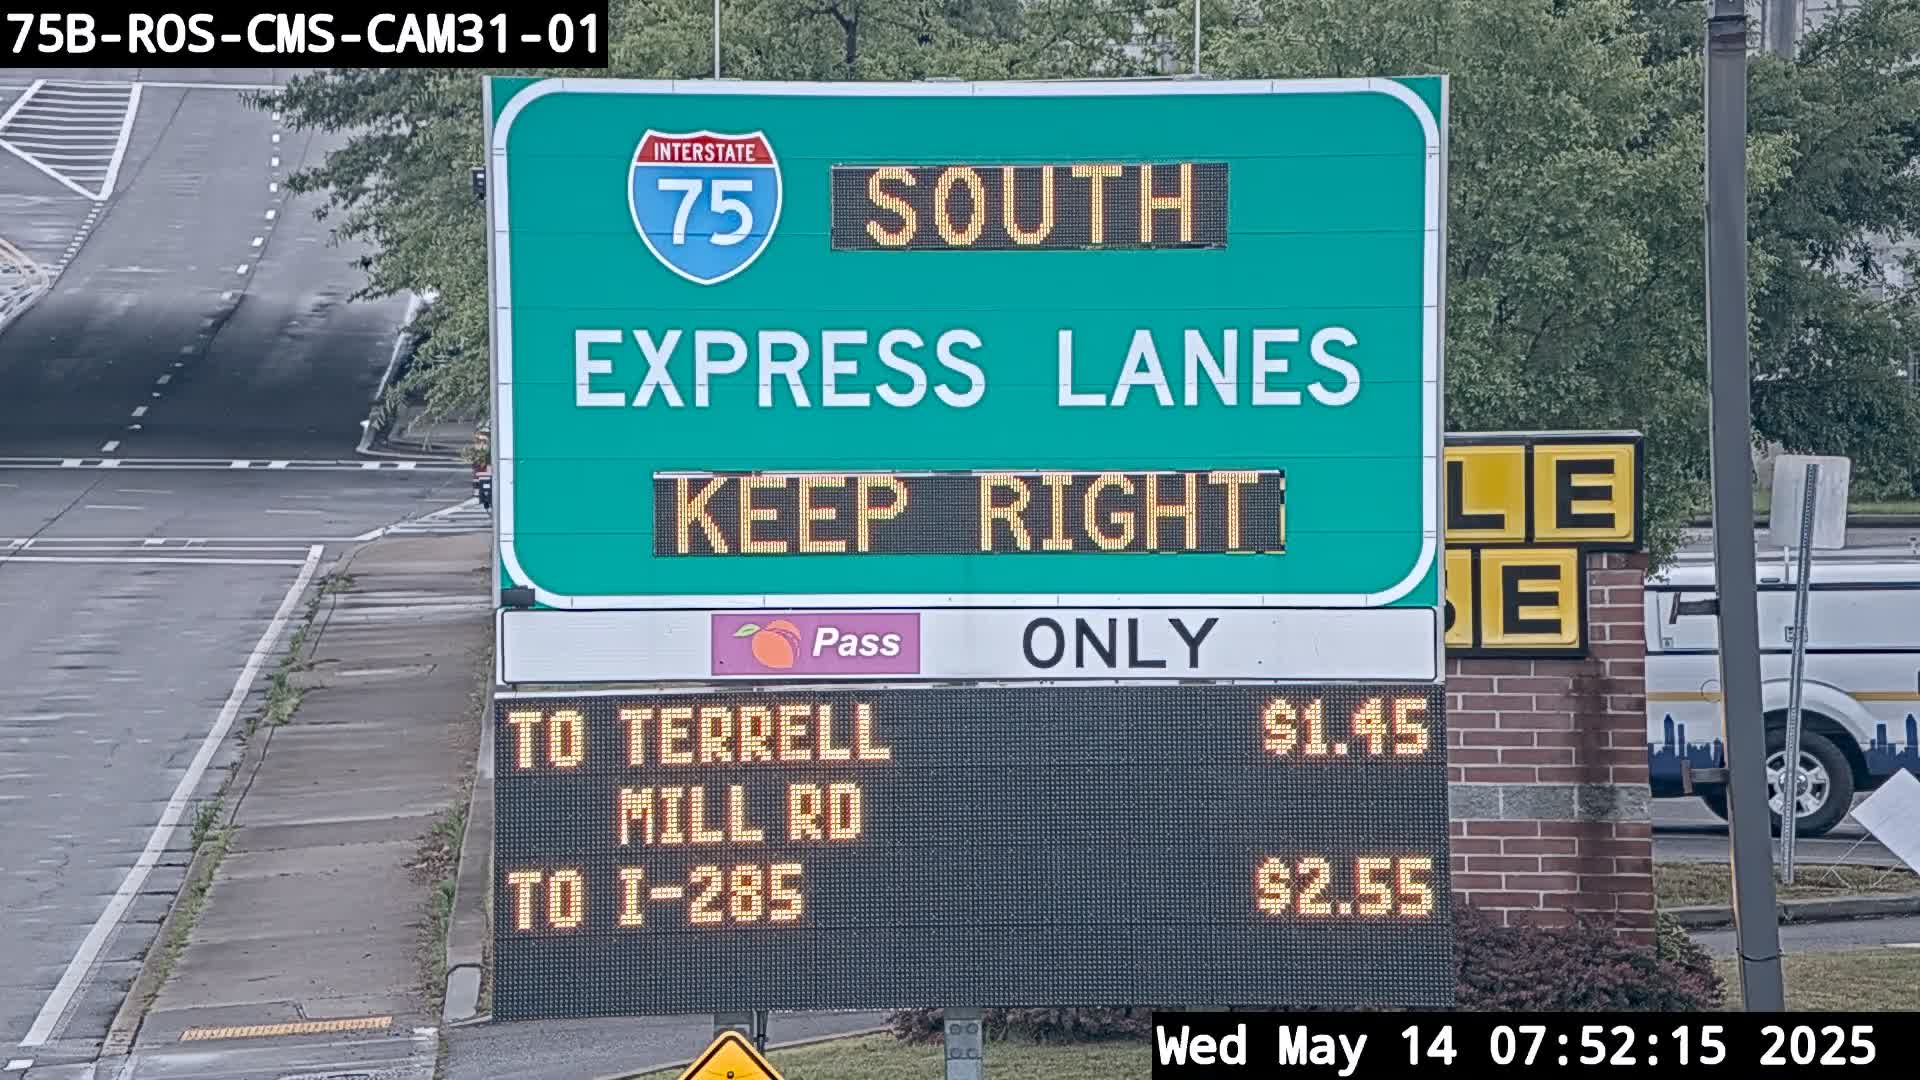 75B-ROS-CMS-CAM31-01
INTERSTATE
75
SOUTH
EXPRESS LANES
KEEP RIGHT
Pass ONLY
TO TERRELL $1.45
MILL RD
TO I-285 $2.55
LE
E
Wed May 14 07:52:15 2025